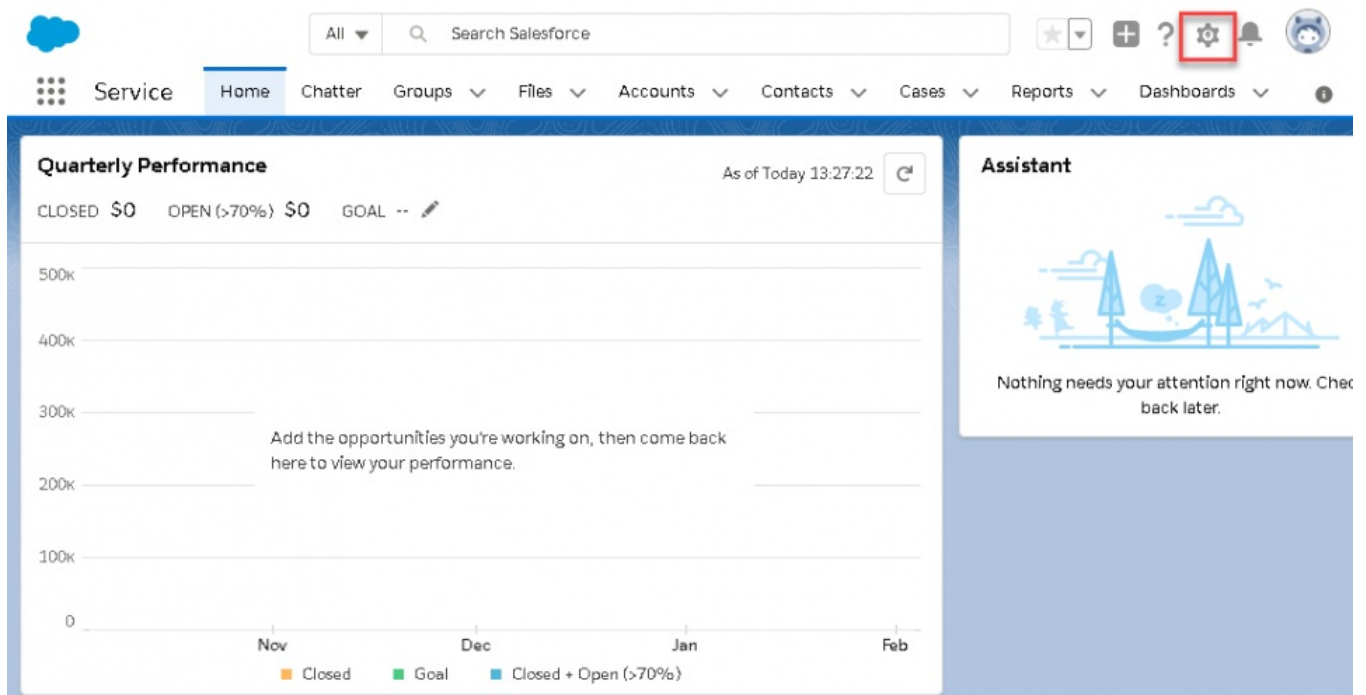 All Search Salesforce
Service Home Chatter Groups Files Accounts Contacts Cases Reports Dashboards
Quarterly Performance
As of Today 13:27:22
CLOSED $0 OPEN (>70%) $0 GOAL --
500K
400K
300K
200K
100K
0
Add the opportunities you're working on, then come back
here to view your performance.
Nov Dec Jan Feb
Closed Goal Closed + Open (>70%)
Assistant
z
Nothing needs your attention right now. Chec
back later.